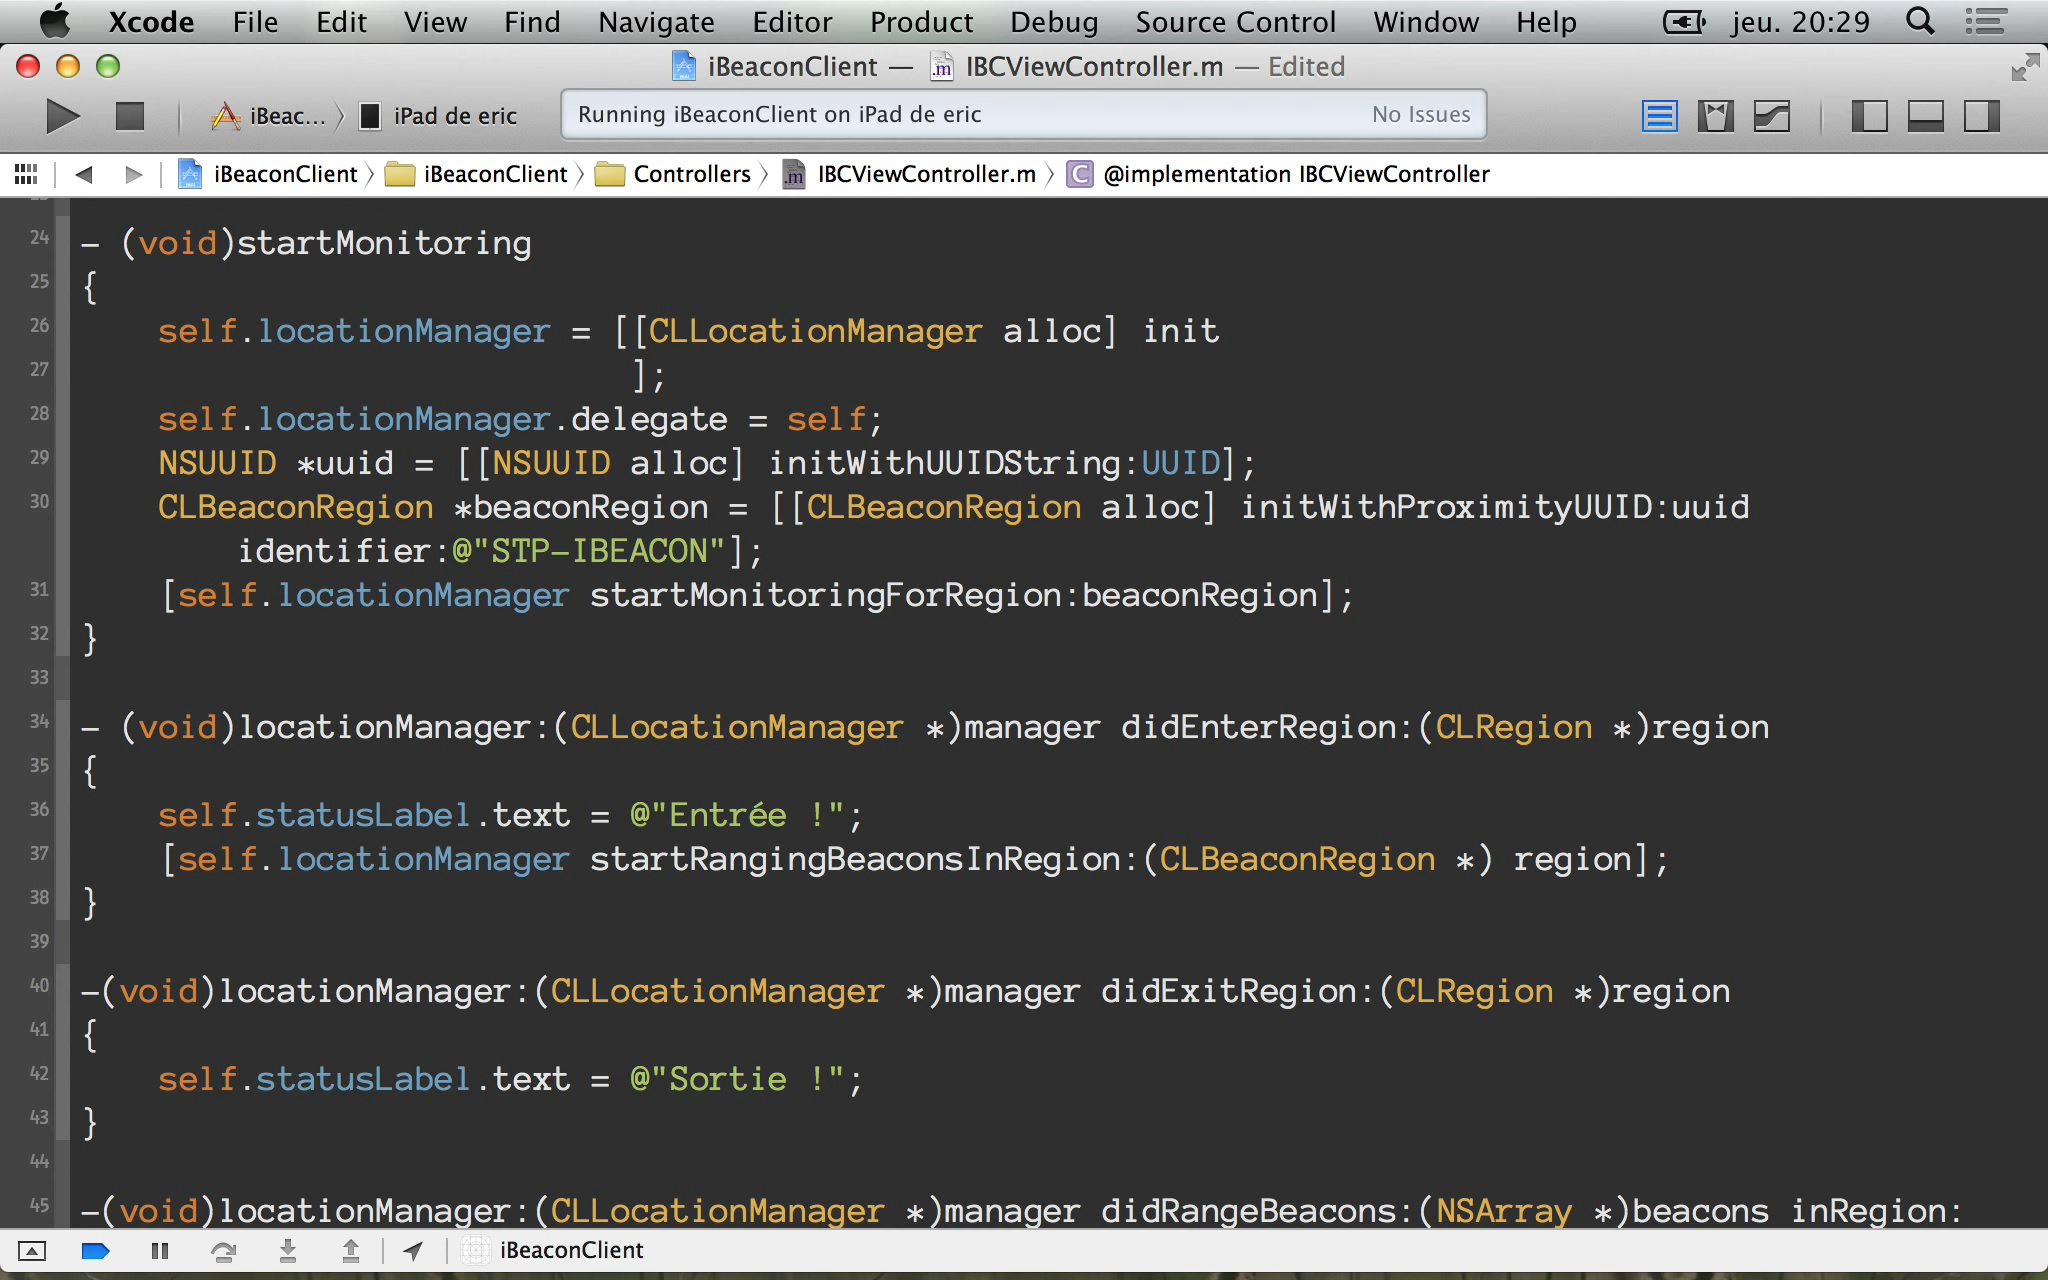 Xcode File Edit View Find Navigate Editor Product Debug Source Control Window Help jeu. 20:29
iBeaconClient — IBCViewController.m — Edited
iBeac... iPad de eric Running iBeaconClient on iPad de eric No Issues
iBeaconClient iBeaconClient Controllers IBCViewController.m C @implementation IBCViewController
24 - (void)startMonitoring
25 {
26 self.locationManager = [[CLLocationManager alloc] init
27 ];
28 self.locationManager.delegate = self;
29 NSUUID *uuid = [[NSUUID alloc] initWithUUIDString:UUID];
30 CLBeaconRegion *beaconRegion = [[CLBeaconRegion alloc] initWithProximityUUID:uuid
identifier:@"STP-IBEACON"];
31 [self.locationManager startMonitoringForRegion:beaconRegion];
32 }
33
34 - (void)locationManager:(CLLocationManager *)manager didEnterRegion:(CLRegion *)region
35 {
36 self.statusLabel.text = @"Entrée !";
37 [self.locationManager startRangingBeaconsInRegion:(CLBeaconRegion *) region];
38 }
39
40 -(void)locationManager:(CLLocationManager *)manager didExitRegion:(CLRegion *)region
41 {
42 self.statusLabel.text = @"Sortie !";
43 }
44
45 -(void)locationManager:(CLLocationManager *)manager didRangeBeacons:(NSArray *)beacons inRegion:
iBeaconClient